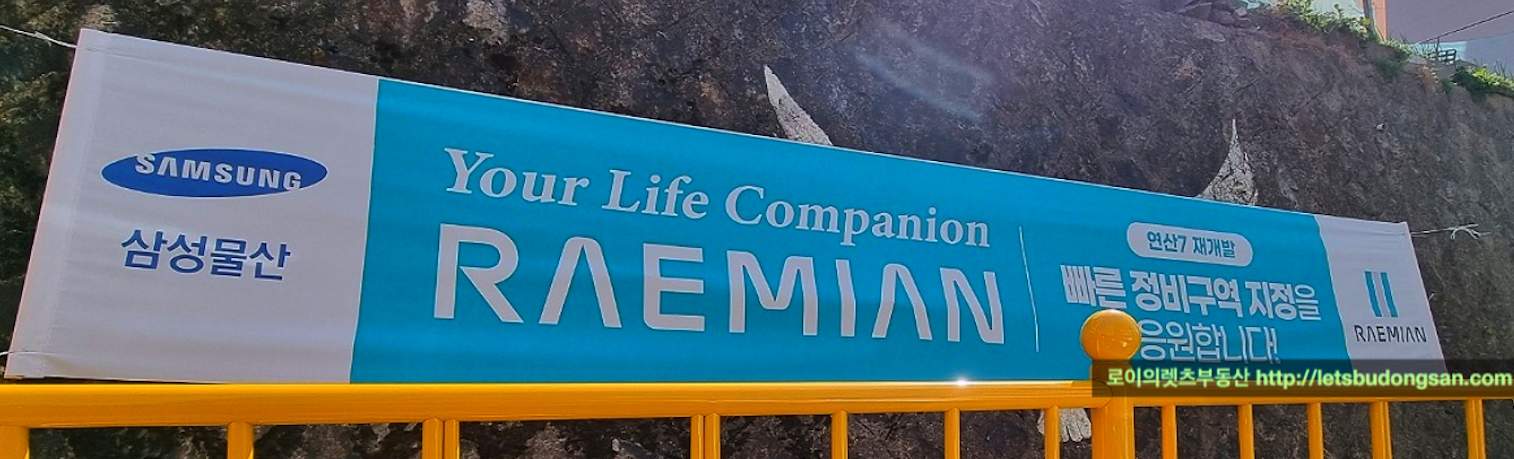 SAMSUNG
삼성물산
Your Life Companion
RAEMIAN
연산7 재개발
빠른 정비구역 지정을
응원합니다!
RAEMIAN
로이의렛츠부동산 http://letsbudongsan.com